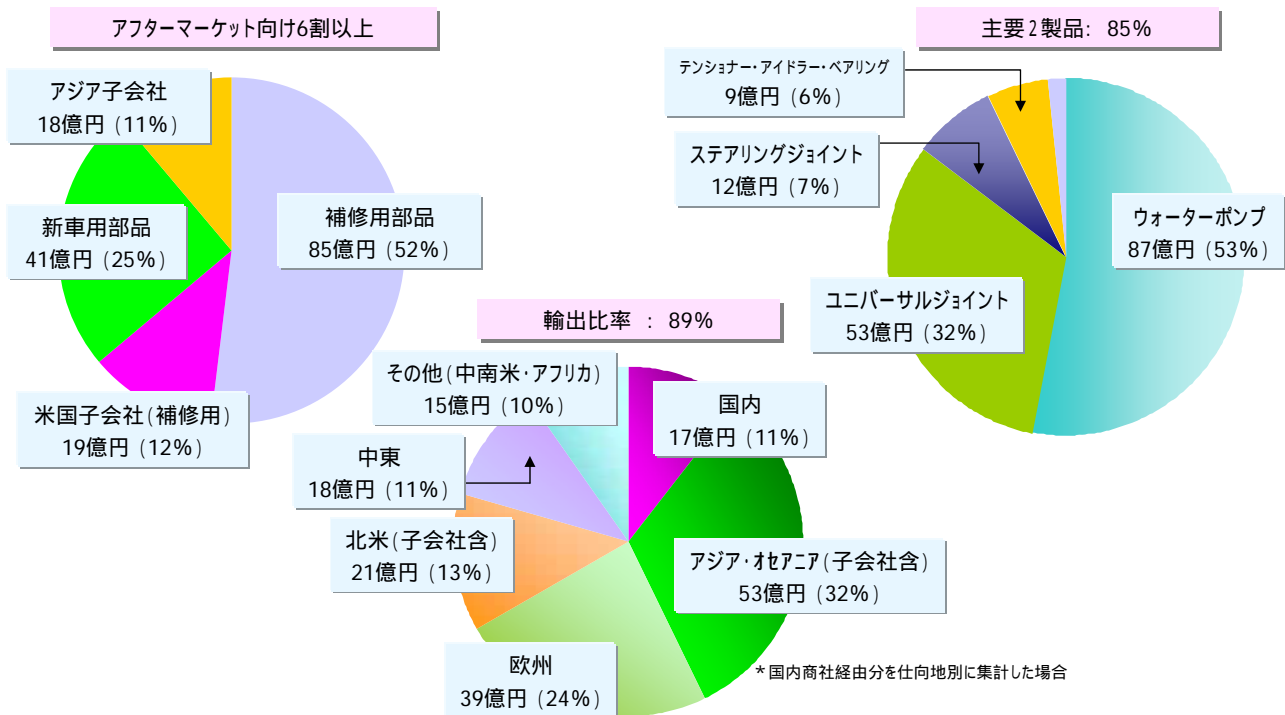 アフターマーケット向け6割以上
アジア子会社
18億円 (11%)
新車用部品
41億円 (25%)
補修用部品
85億円 (52%)
米国子会社(補修用)
19億円 (12%)
主要2製品: 85%
テンショナー・アイドラー・ベアリング
9億円 (6%)
ステアリングジョイント
12億円 (7%)
ウォーターポンプ
87億円 (53%)
ユニバーサルジョイント
53億円 (32%)
輸出比率 : 89%
その他(中南米・アフリカ)
15億円 (10%)
国内
17億円 (11%)
中東
18億円 (11%)
北米(子会社含)
21億円 (13%)
アジア・オセアニア(子会社含)
53億円 (32%)
欧州
39億円 (24%)
*国内商社経由分を仕向地別に集計した場合